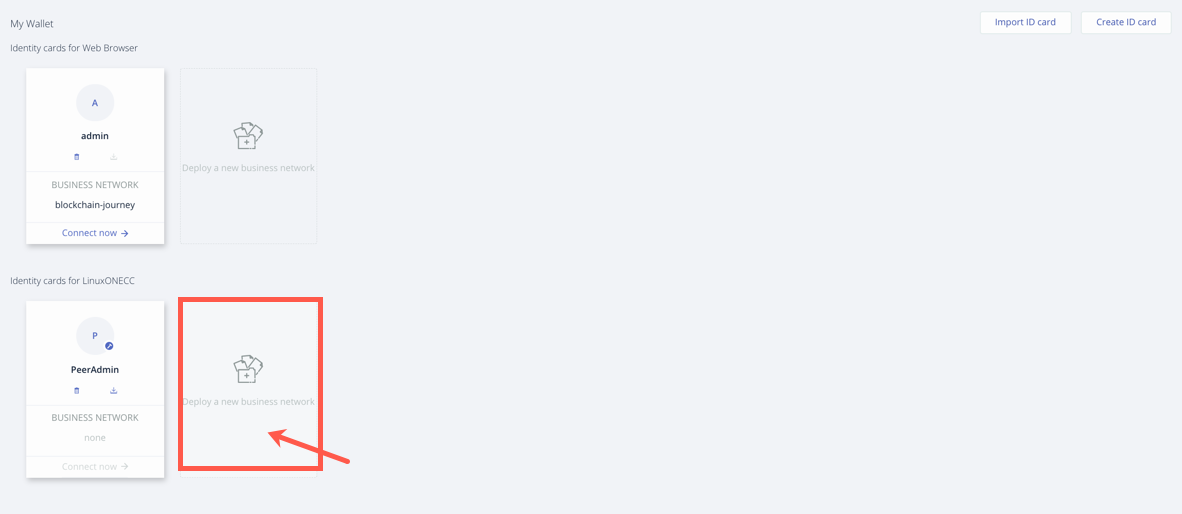 My Wallet
Import ID card
Create ID card
Identity cards for Web Browser
A
admin
BUSINESS NETWORK
blockchain-journey
Connect now →
Deploy a new business network
Identity cards for LinuxONECC
P
PeerAdmin
BUSINESS NETWORK
none
Connect now →
Deploy a new business network